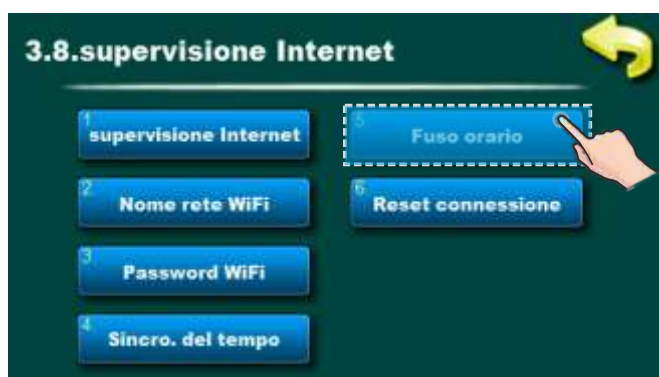 3.8.supervisione Internet
1
supervisione Internet
2
Nome rete WiFi
3
Password WiFi
4
Sincro. del tempo
5
Fuso orario
6
Reset connessione